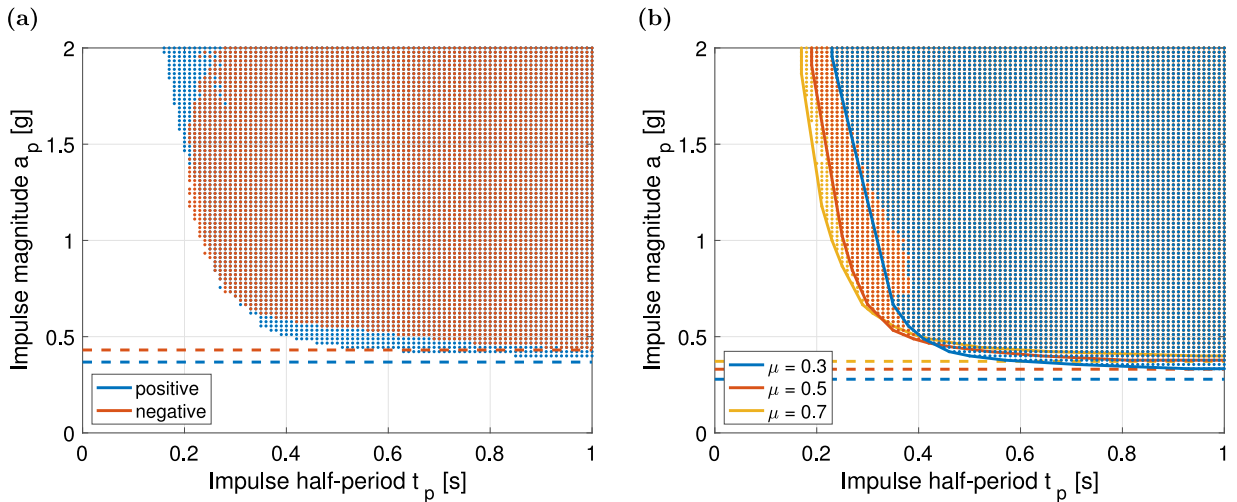 (a)
Impulse magnitude a_p [g]
2
1.5
1
0.5
0
0
0.2
0.4
0.6
0.8
1
positive
negative
Impulse half-period t_p [s]
(b)
Impulse magnitude a_p [g]
2
1.5
1
0.5
0
0
0.2
0.4
0.6
0.8
1
μ = 0.3
μ = 0.5
μ = 0.7
Impulse half-period t_p [s]